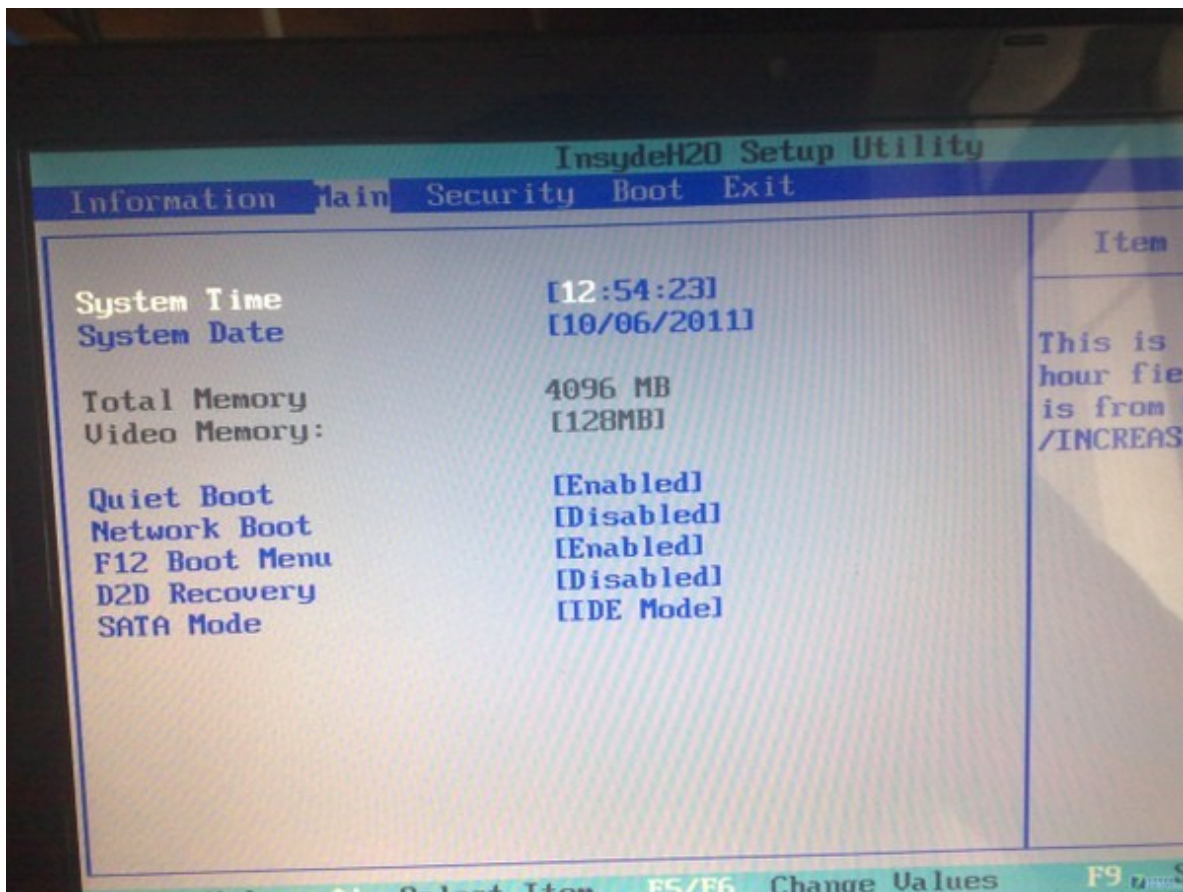 InsydeH20 Setup Utility
Information Main Security Boot Exit
Item
System Time [12:54:23]
System Date [10/06/2011]
This is
hour fie
is from
/INCREAS
Total Memory 4096 MB
Video Memory: [128MB]
Quiet Boot [Enabled]
Network Boot [Disabled]
F12 Boot Menu [Enabled]
D2D Recovery [Disabled]
SATA Mode [IDE Mode]
Select Item F5/F6 Change Values F9